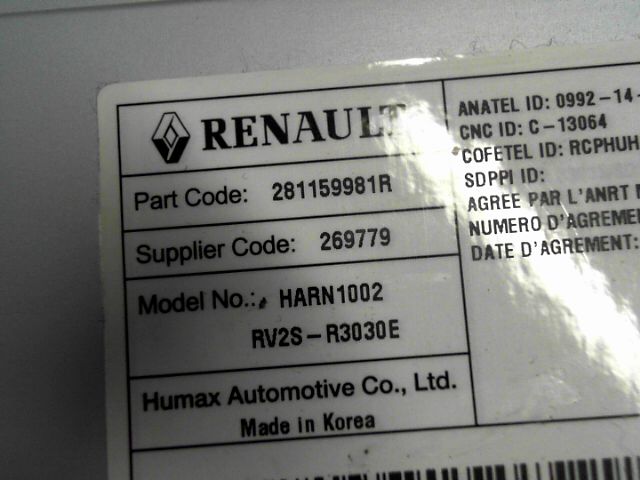 RENAULT
Part Code: 281159981R
Supplier Code: 269779
Model No.: HARN1002
RV2S-R3030E
Humax Automotive Co., Ltd.
Made in Korea
ANATEL ID: 0992-14-
CNC ID: C-13064
COFETEL ID: RCPHUH
SDPPI ID:
AGREE PAR L'ANRT
NUMERO D'AGREME
DATE D'AGREMENT: